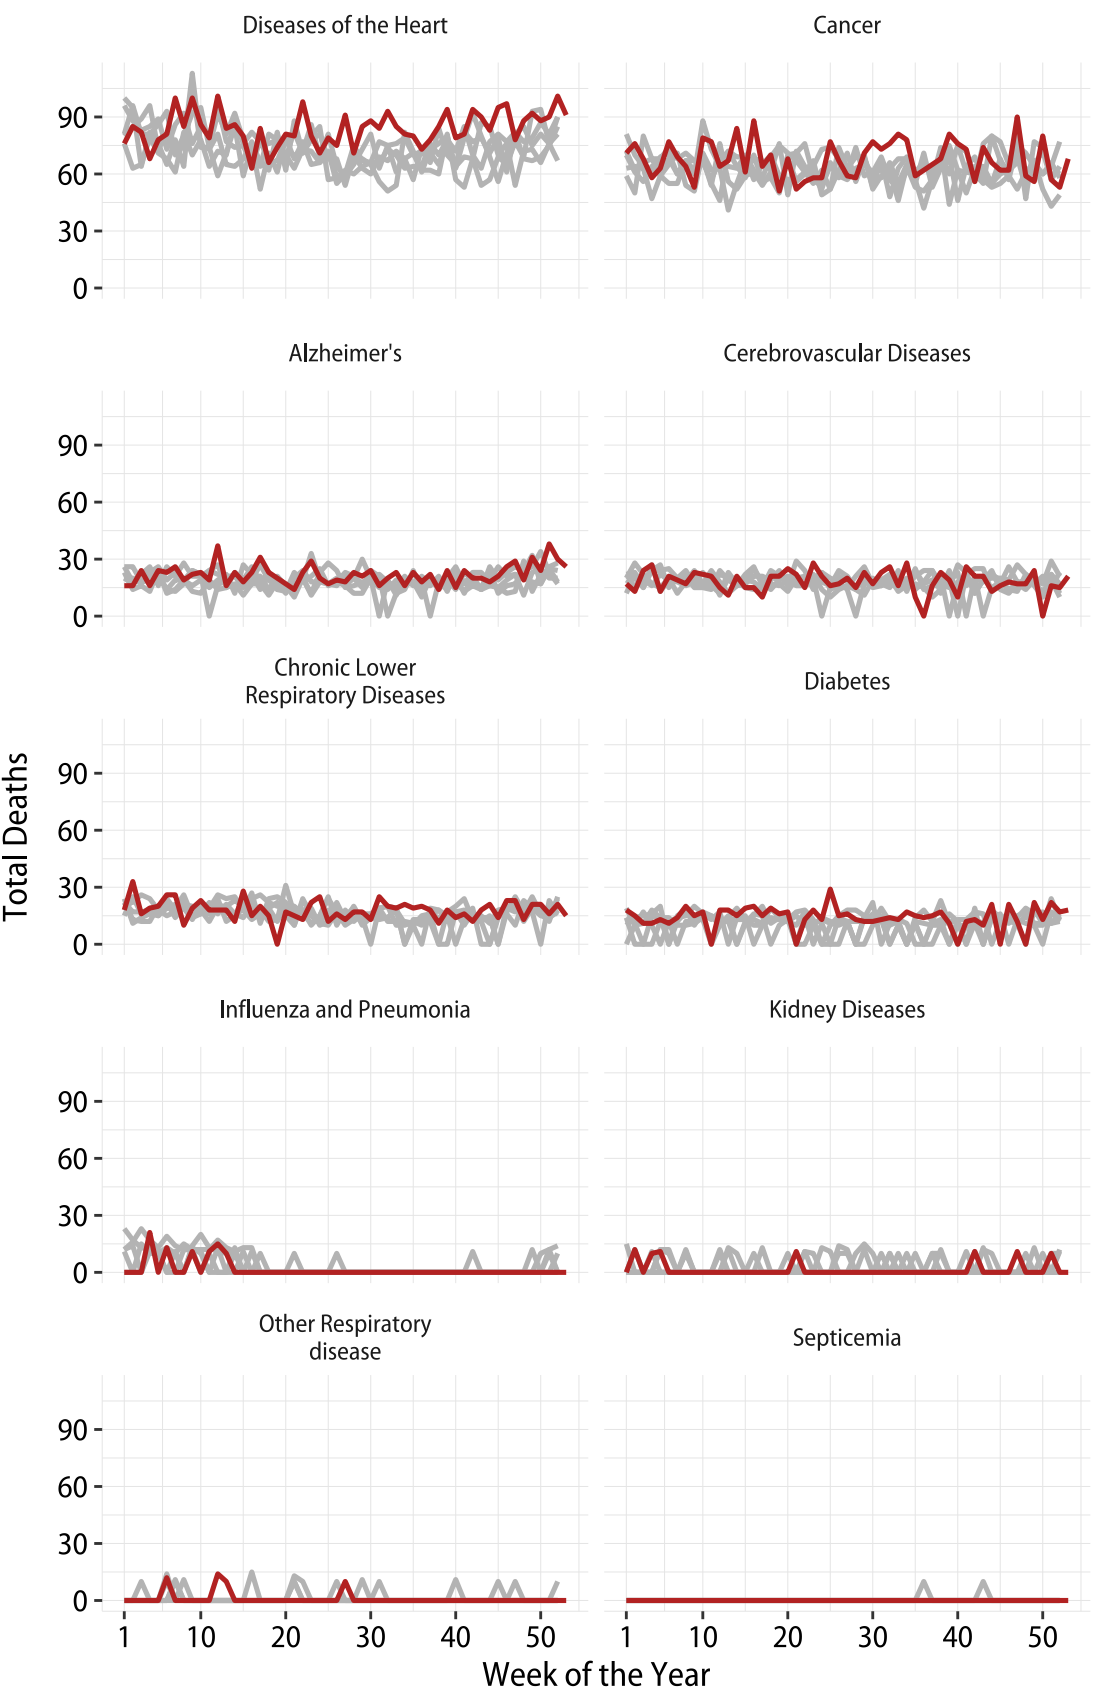 Diseases of the Heart
Cancer
90
60
30
0
Alzheimer's
Cerebrovascular Diseases
90
60
30
0
Chronic Lower
Respiratory Diseases
Diabetes
90
60
30
0
Total Deaths
Influenza and Pneumonia
Kidney Diseases
90
60
30
0
Other Respiratory
disease
Septicemia
90
60
30
0
1 10 20 30 40 50
1 10 20 30 40 50
Week of the Year